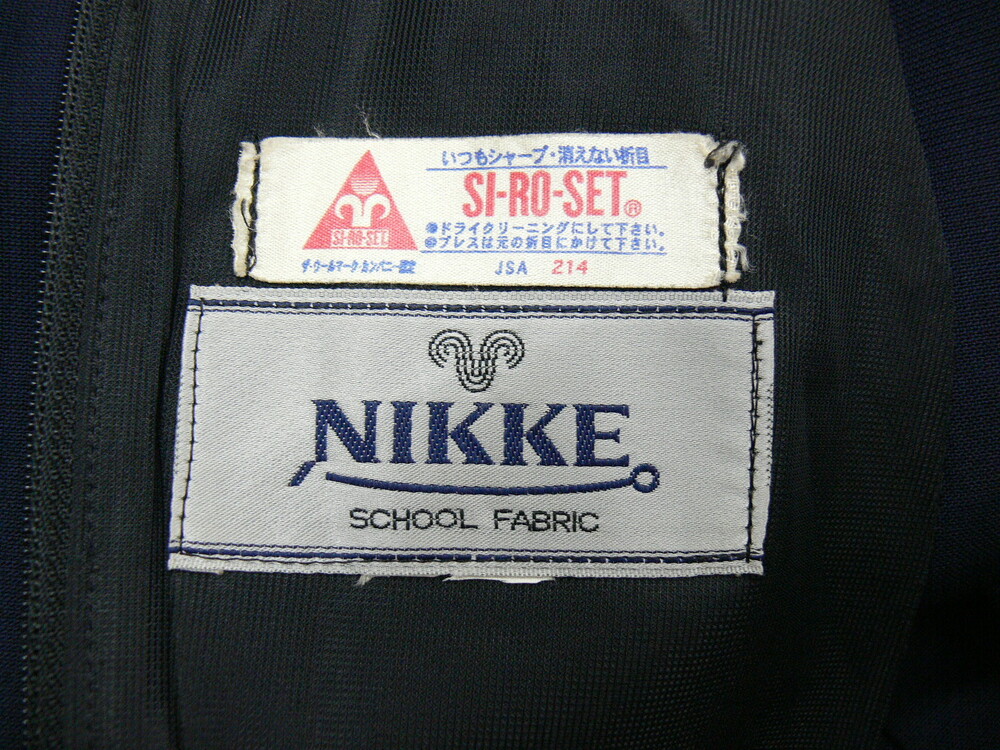 いつもシャープ・消えない折目
SI-RO-SET®
SI-RO-SET
●ドライクリーニングにして下さい。
●プレスは元の折目にかけて下さい。
ザ・ウールマーク・カンパニー認定
JSA 214
NIKKE
SCHOOL FABRIC